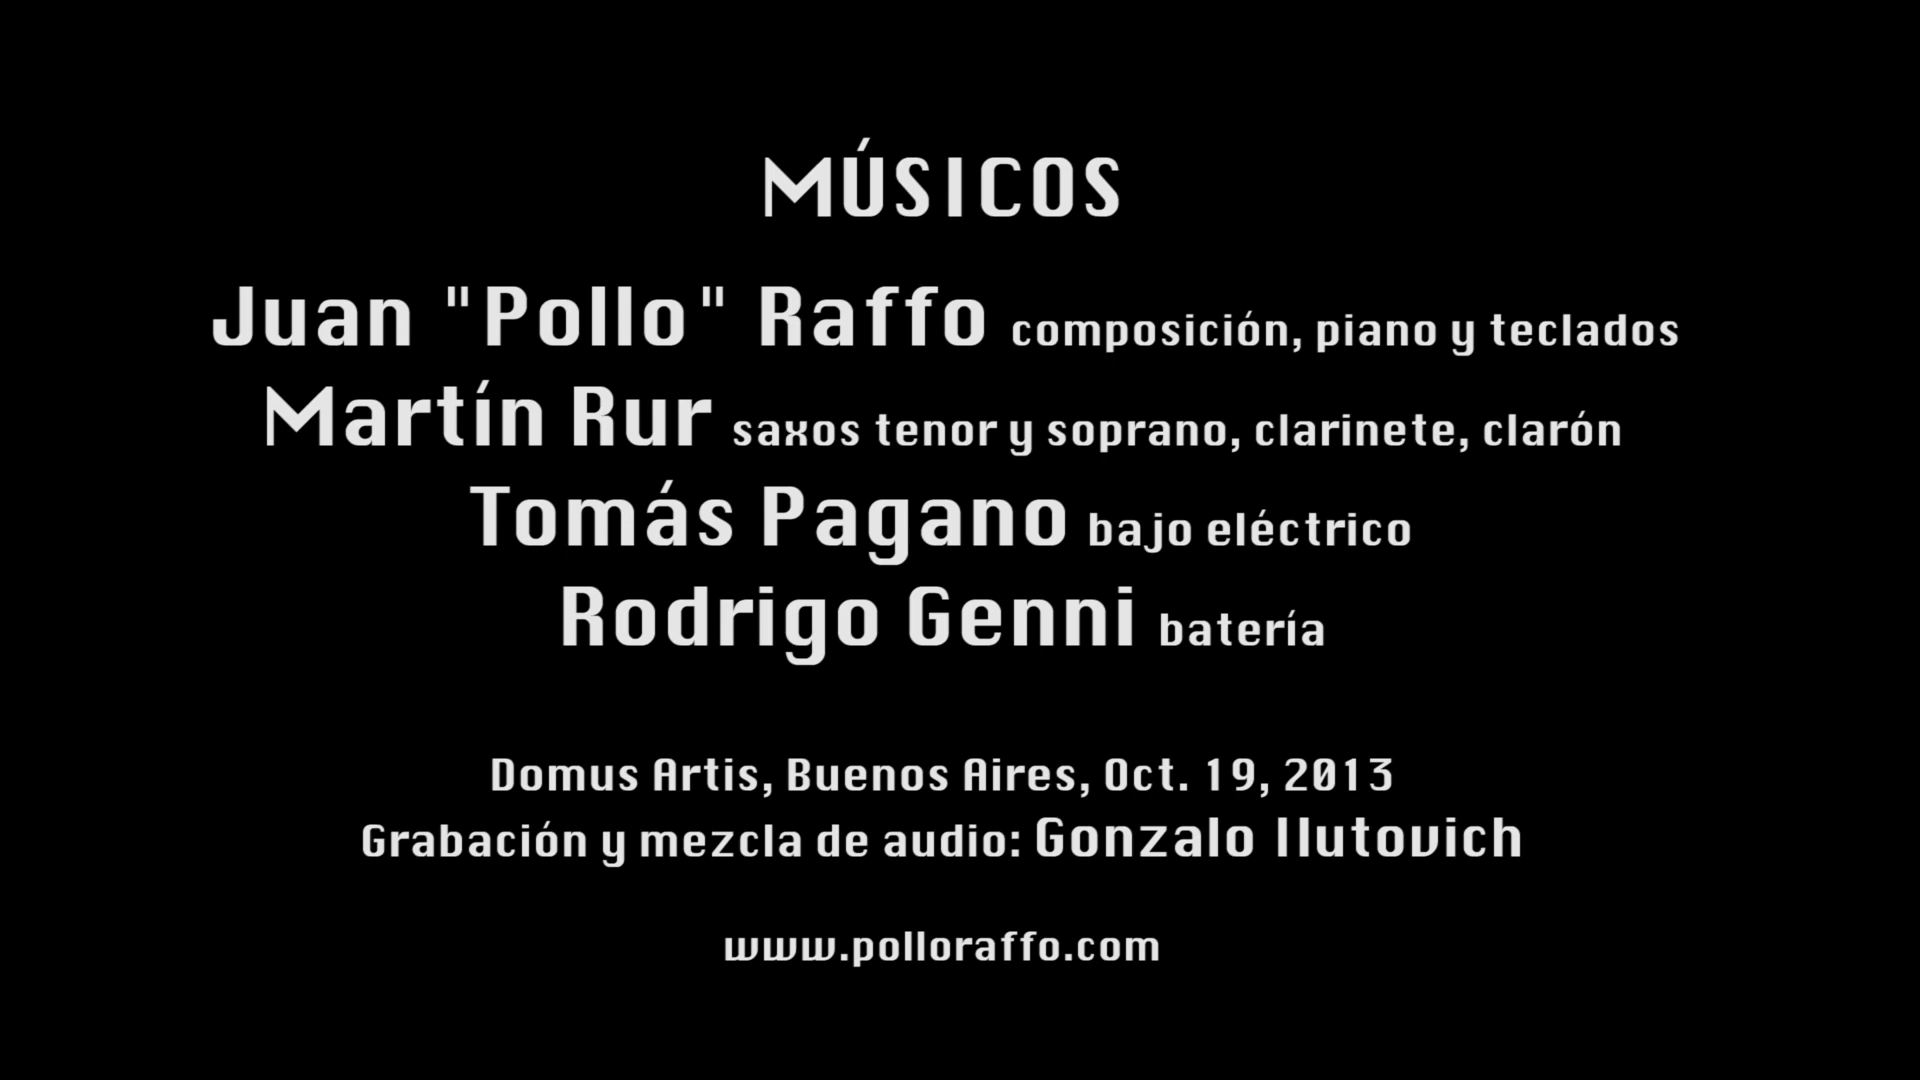 MÚSICOS
Juan "Pollo" Raffo composición, piano y teclados
Martín Rur saxos tenor y soprano, clarinete, clarón
Tomás Pagano bajo eléctrico
Rodrigo Genni batería
Domus Artis, Buenos Aires, Oct. 19, 2013
Grabación y mezcla de audio: Gonzalo Ilutovich
www.polloraffo.com